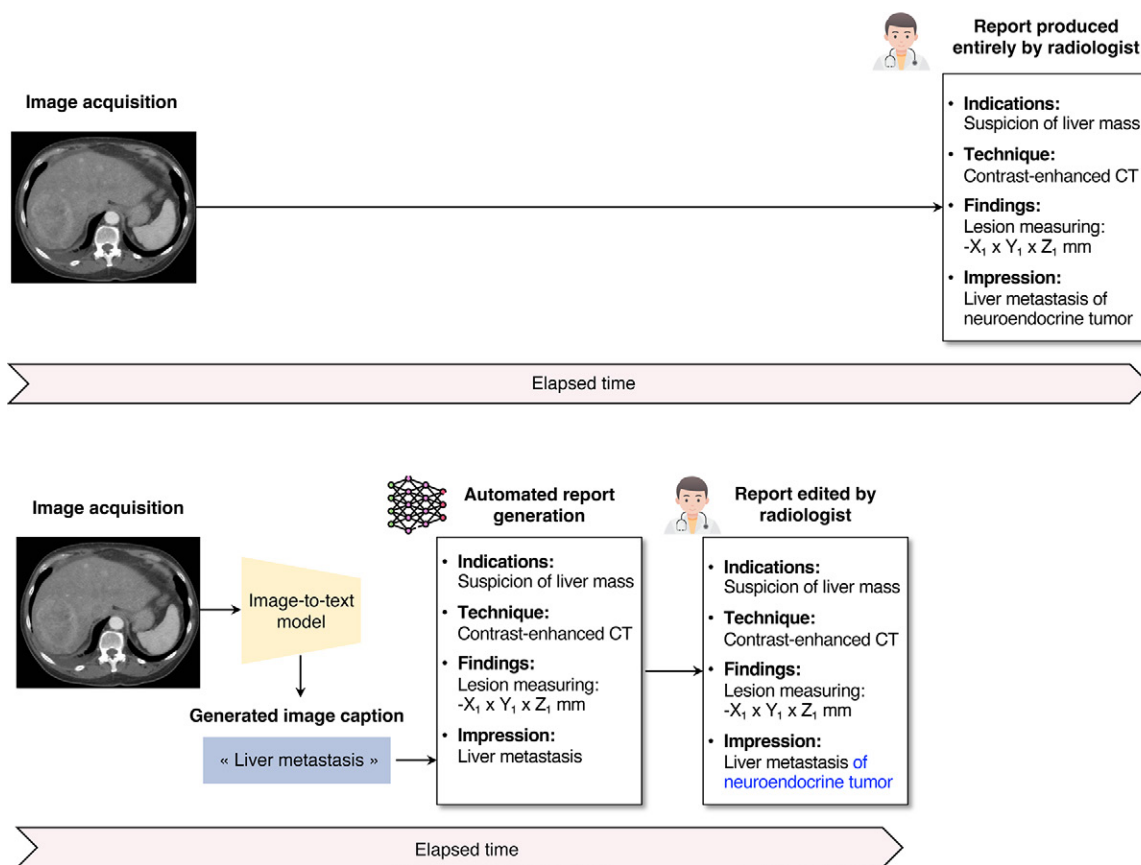 Report produced
entirely by radiologist
Image acquisition
• Indications:
Suspicion of liver mass
• Technique:
Contrast-enhanced CT
• Findings:
Lesion measuring:
-X₁ x Y₁ x Z₁ mm
• Impression:
Liver metastasis of
neuroendocrine tumor
Elapsed time
Image acquisition
Image-to-text
model
Generated image caption
« Liver metastasis »
Automated report
generation
• Indications:
Suspicion of liver mass
• Technique:
Contrast-enhanced CT
• Findings:
Lesion measuring:
-X₁ x Y₁ x Z₁ mm
• Impression:
Liver metastasis
Report edited by
radiologist
• Indications:
Suspicion of liver mass
• Technique:
Contrast-enhanced CT
• Findings:
Lesion measuring:
-X₁ x Y₁ x Z₁ mm
• Impression:
Liver metastasis of
neuroendocrine tumor
Elapsed time